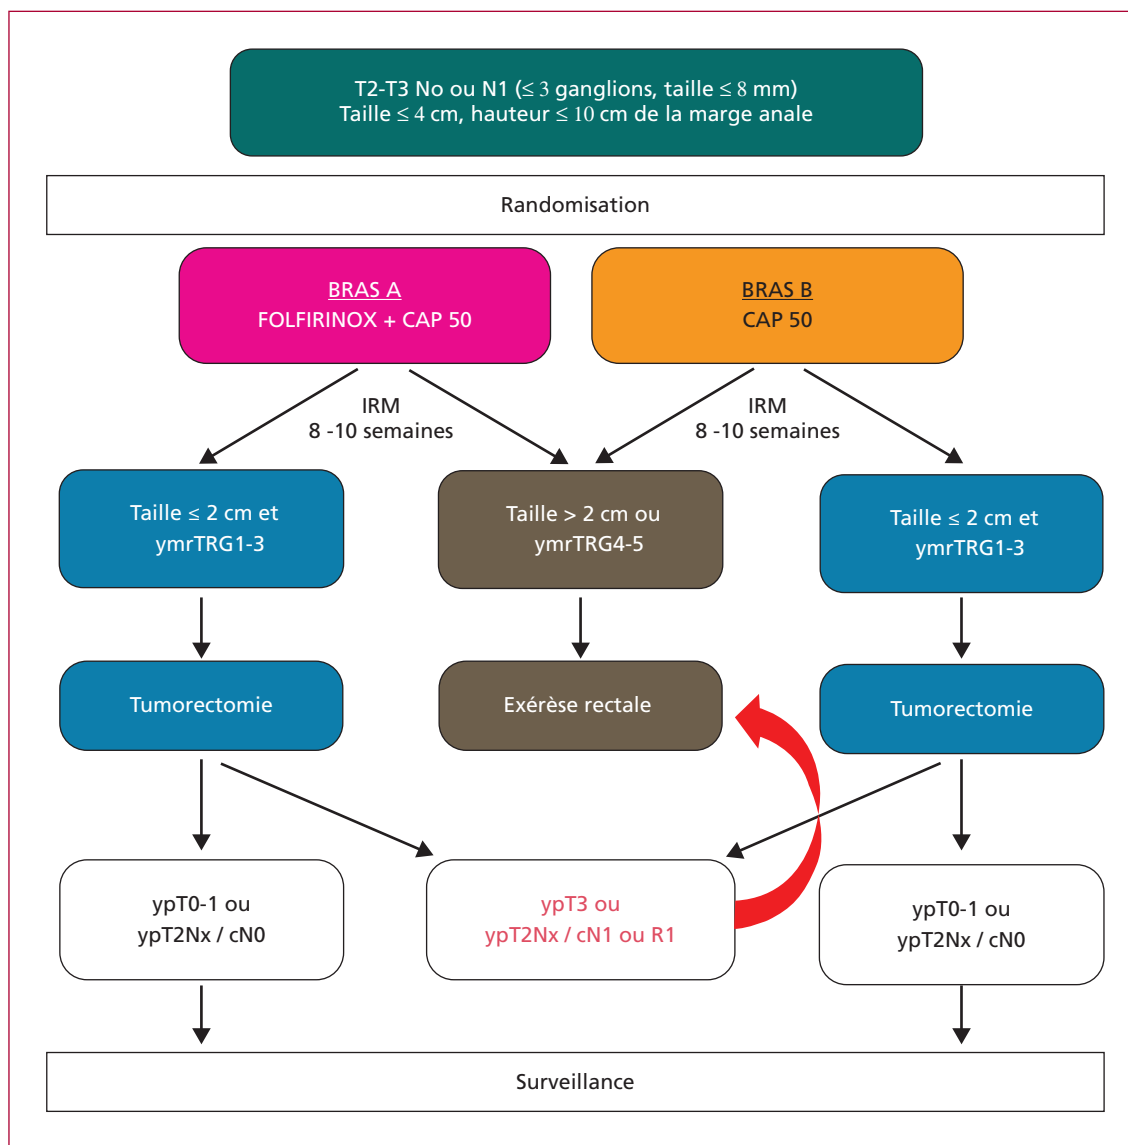 T2-T3 No ou N1 (≤ 3 ganglions, taille ≤ 8 mm)
Taille ≤ 4 cm, hauteur ≤ 10 cm de la marge anale
Randomisation
BRAS A
FOLFIRINOX + CAP 50
BRAS B
CAP 50
IRM
8 -10 semaines
IRM
8 -10 semaines
Taille ≤ 2 cm et
ymrTRG1-3
Taille > 2 cm ou
ymrTRG4-5
Taille ≤ 2 cm et
ymrTRG1-3
Tumorectomie
Exérèse rectale
Tumorectomie
ypT0-1 ou
ypT2Nx / cN0
ypT3 ou
ypT2Nx / cN1 ou R1
ypT0-1 ou
ypT2Nx / cN0
Surveillance